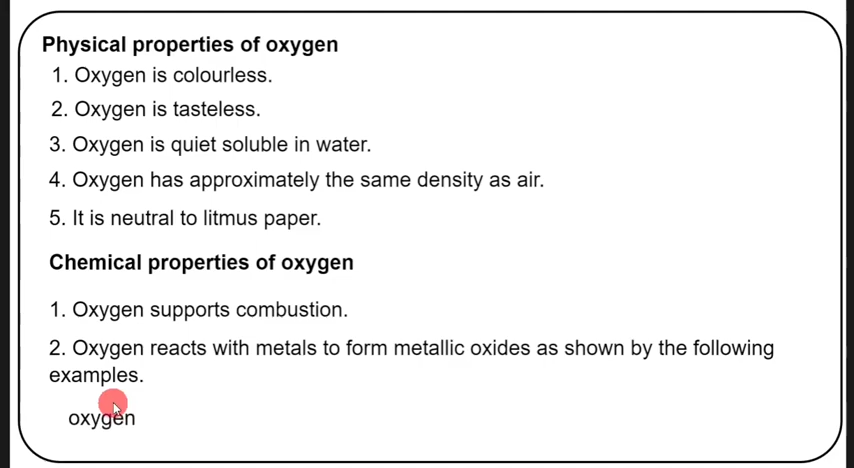 Physical properties of oxygen
1. Oxygen is colourless.
2. Oxygen is tasteless.
3. Oxygen is quiet soluble in water.
4. Oxygen has approximately the same density as air.
5. It is neutral to litmus paper.
Chemical properties of oxygen
1. Oxygen supports combustion.
2. Oxygen reacts with metals to form metallic oxides as shown by the following
examples.
oxygen